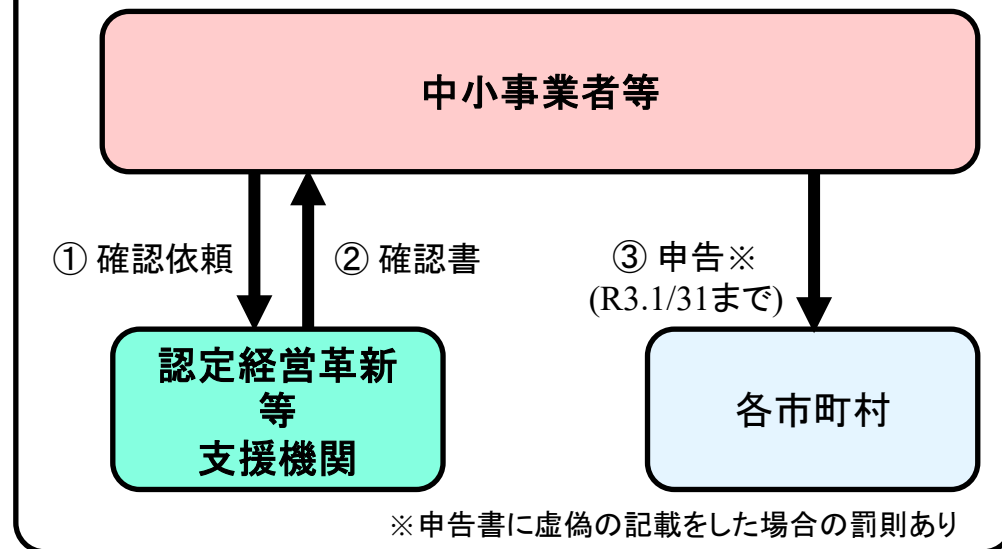 中小事業者等
① 確認依頼
② 確認書
③ 申告※
(R3.1/31まで)
認定経営革新
等
支援機関
各市町村
※申告書に虚偽の記載をした場合の罰則あり